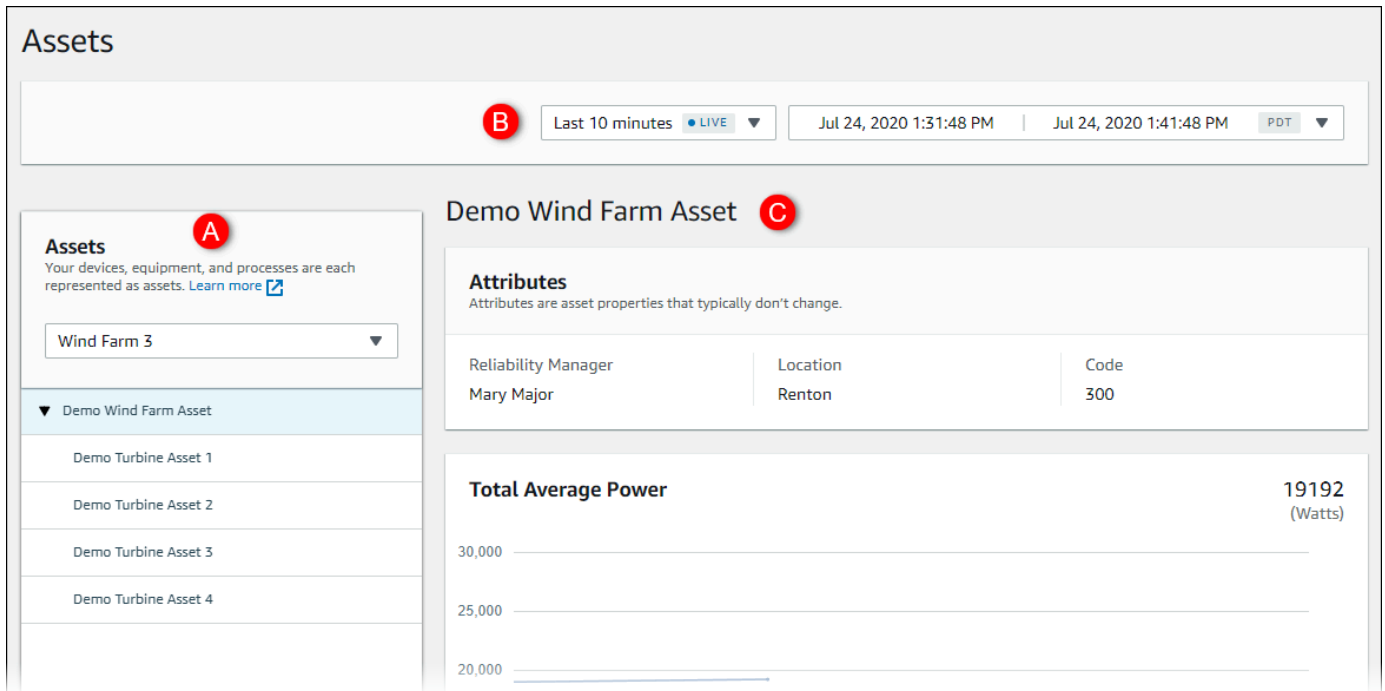 Assets
B
Last 10 minutes LIVE
Jul 24, 2020 1:31:48 PM | Jul 24, 2020 1:41:48 PM PDT
A
Assets
Your devices, equipment, and processes are each
represented as assets. Learn more
Wind Farm 3
Demo Wind Farm Asset
Demo Turbine Asset 1
Demo Turbine Asset 2
Demo Turbine Asset 3
Demo Turbine Asset 4
Demo Wind Farm Asset C
Attributes
Attributes are asset properties that typically don't change.
Reliability Manager
Mary Major
Location
Renton
Code
300
Total Average Power
19192
(Watts)
30,000
25,000
20,000